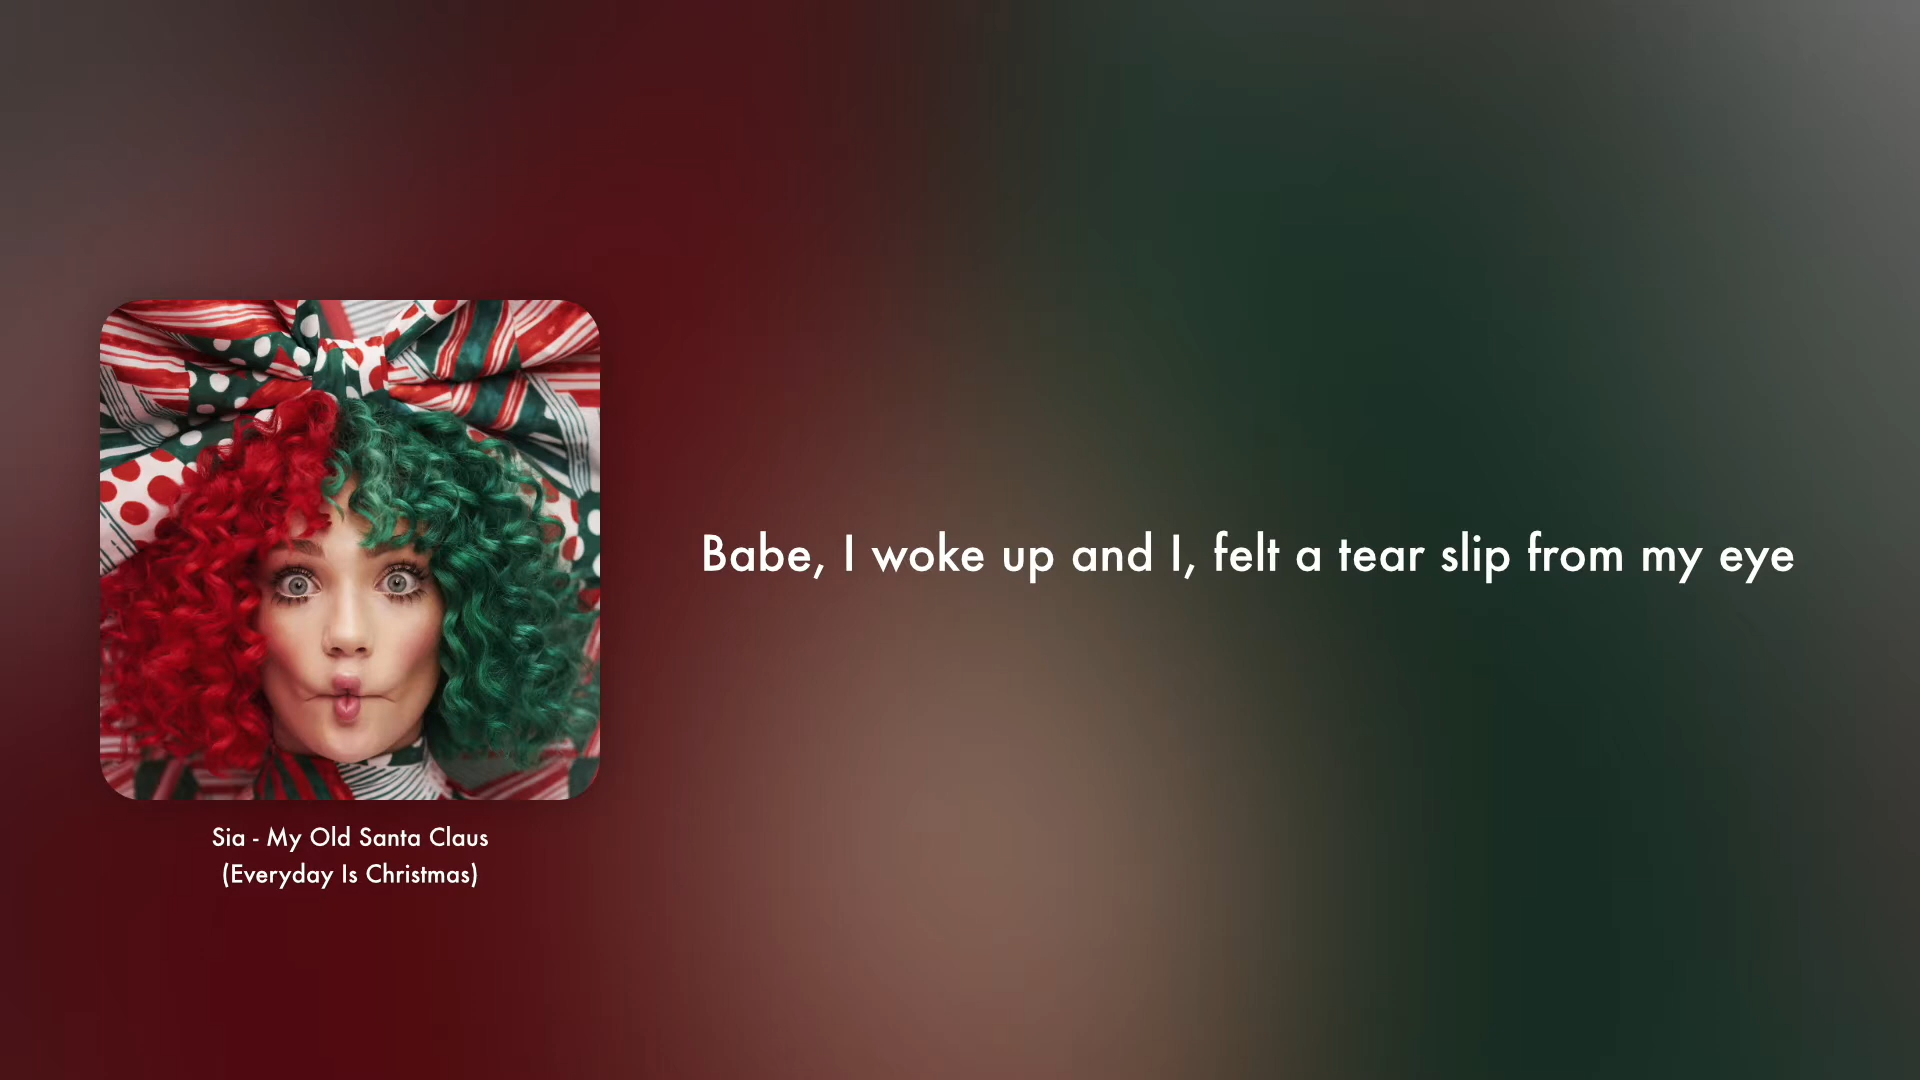 Babe, I woke up and I, felt a tear slip from my eye
Sia - My Old Santa Claus
(Everyday Is Christmas)